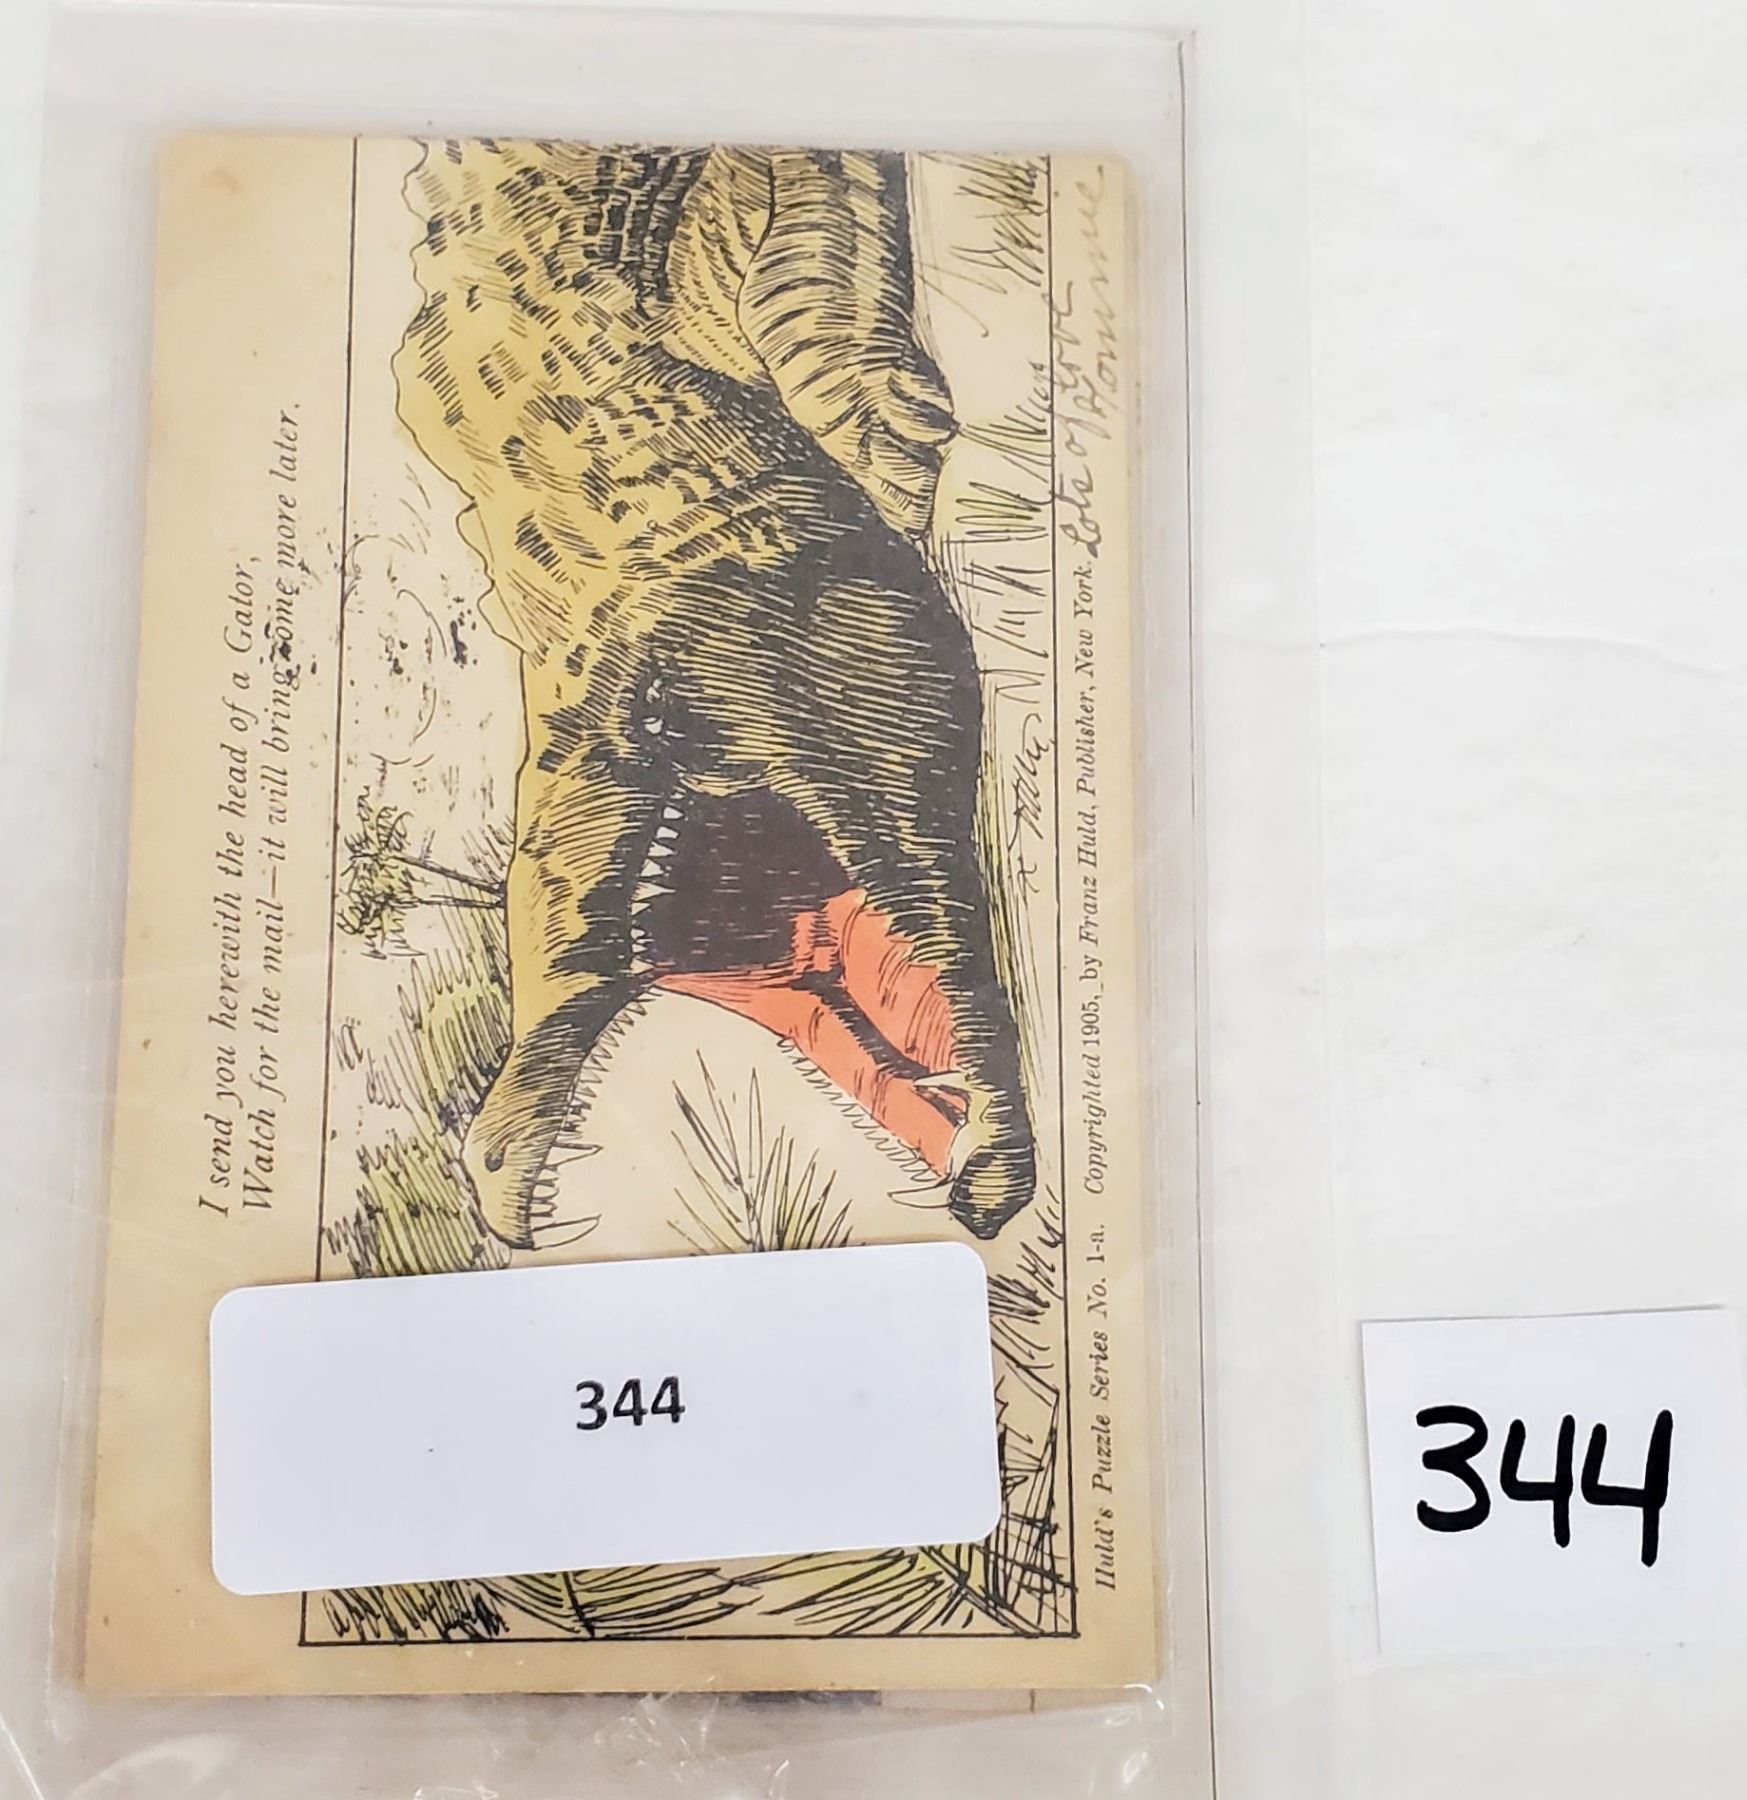 I send you herewith the head of a Gator,
Watch for the mail—it will bring some more later.
Huld's Puzzle Series No. 1-a. Copyrighted 1905, by Franz Huld, Publisher, New York.
Lots of love
344
344